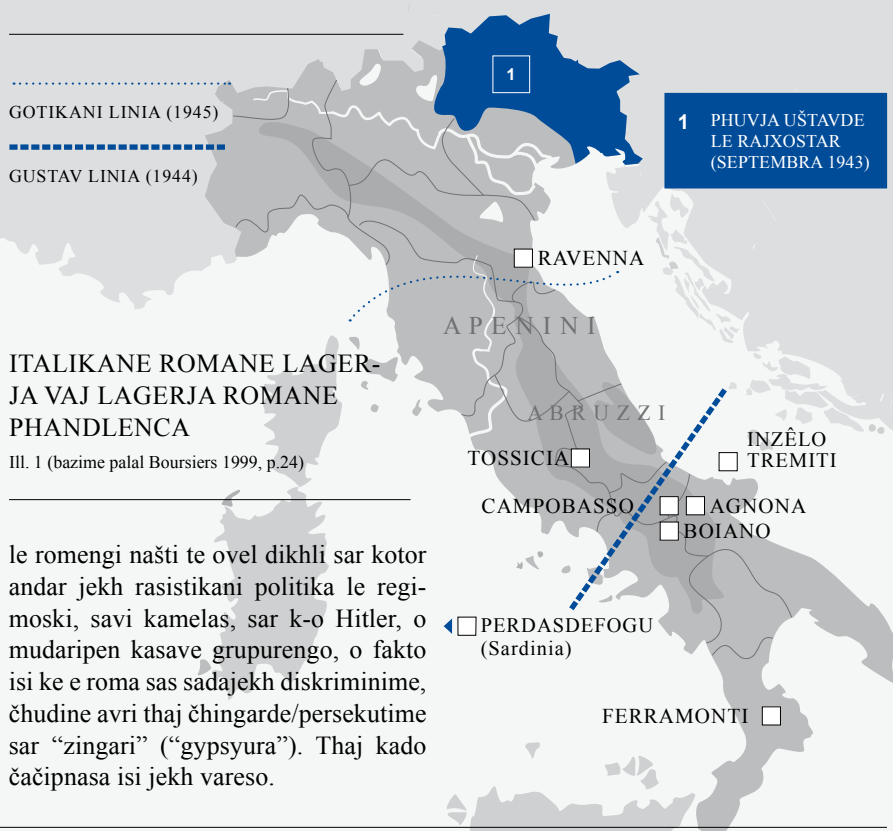 GOTIKANI LINIA (1945)
GUSTAV LINIA (1944)
1
1 PHUVJA UŠTAVDE
LE RAJXOSTAR
(SEPTEMBRA 1943)
RAVENNA
APENINI
ABRUZZI
TOSSICIA
INZÊLO
TREMITI
CAMPOBASSO
AGNONA
BOIANO
PERDASDEFOGU
(Sardinia)
FERRAMONTI
ITALIKANE ROMANE LAGER-
JA VAJ LAGERJA ROMANE
PHANDLENCA
Ill. 1 (bazime palal Boursiers 1999, p.24)
le romengi našti te ovel dikhli sar kotor
andar jekh rasistikani politika le regi-
moski, savi kamelas, sar k-o Hitler, o
mudaripen kasave grupurengo, o fakto
isi ke e roma sas sadajekh diskriminime,
čhudine avri thaj čhingarde/persekutime
sar “zingari” (“gypsyura”). Thaj kado
čačipnasa isi jekh vareso.